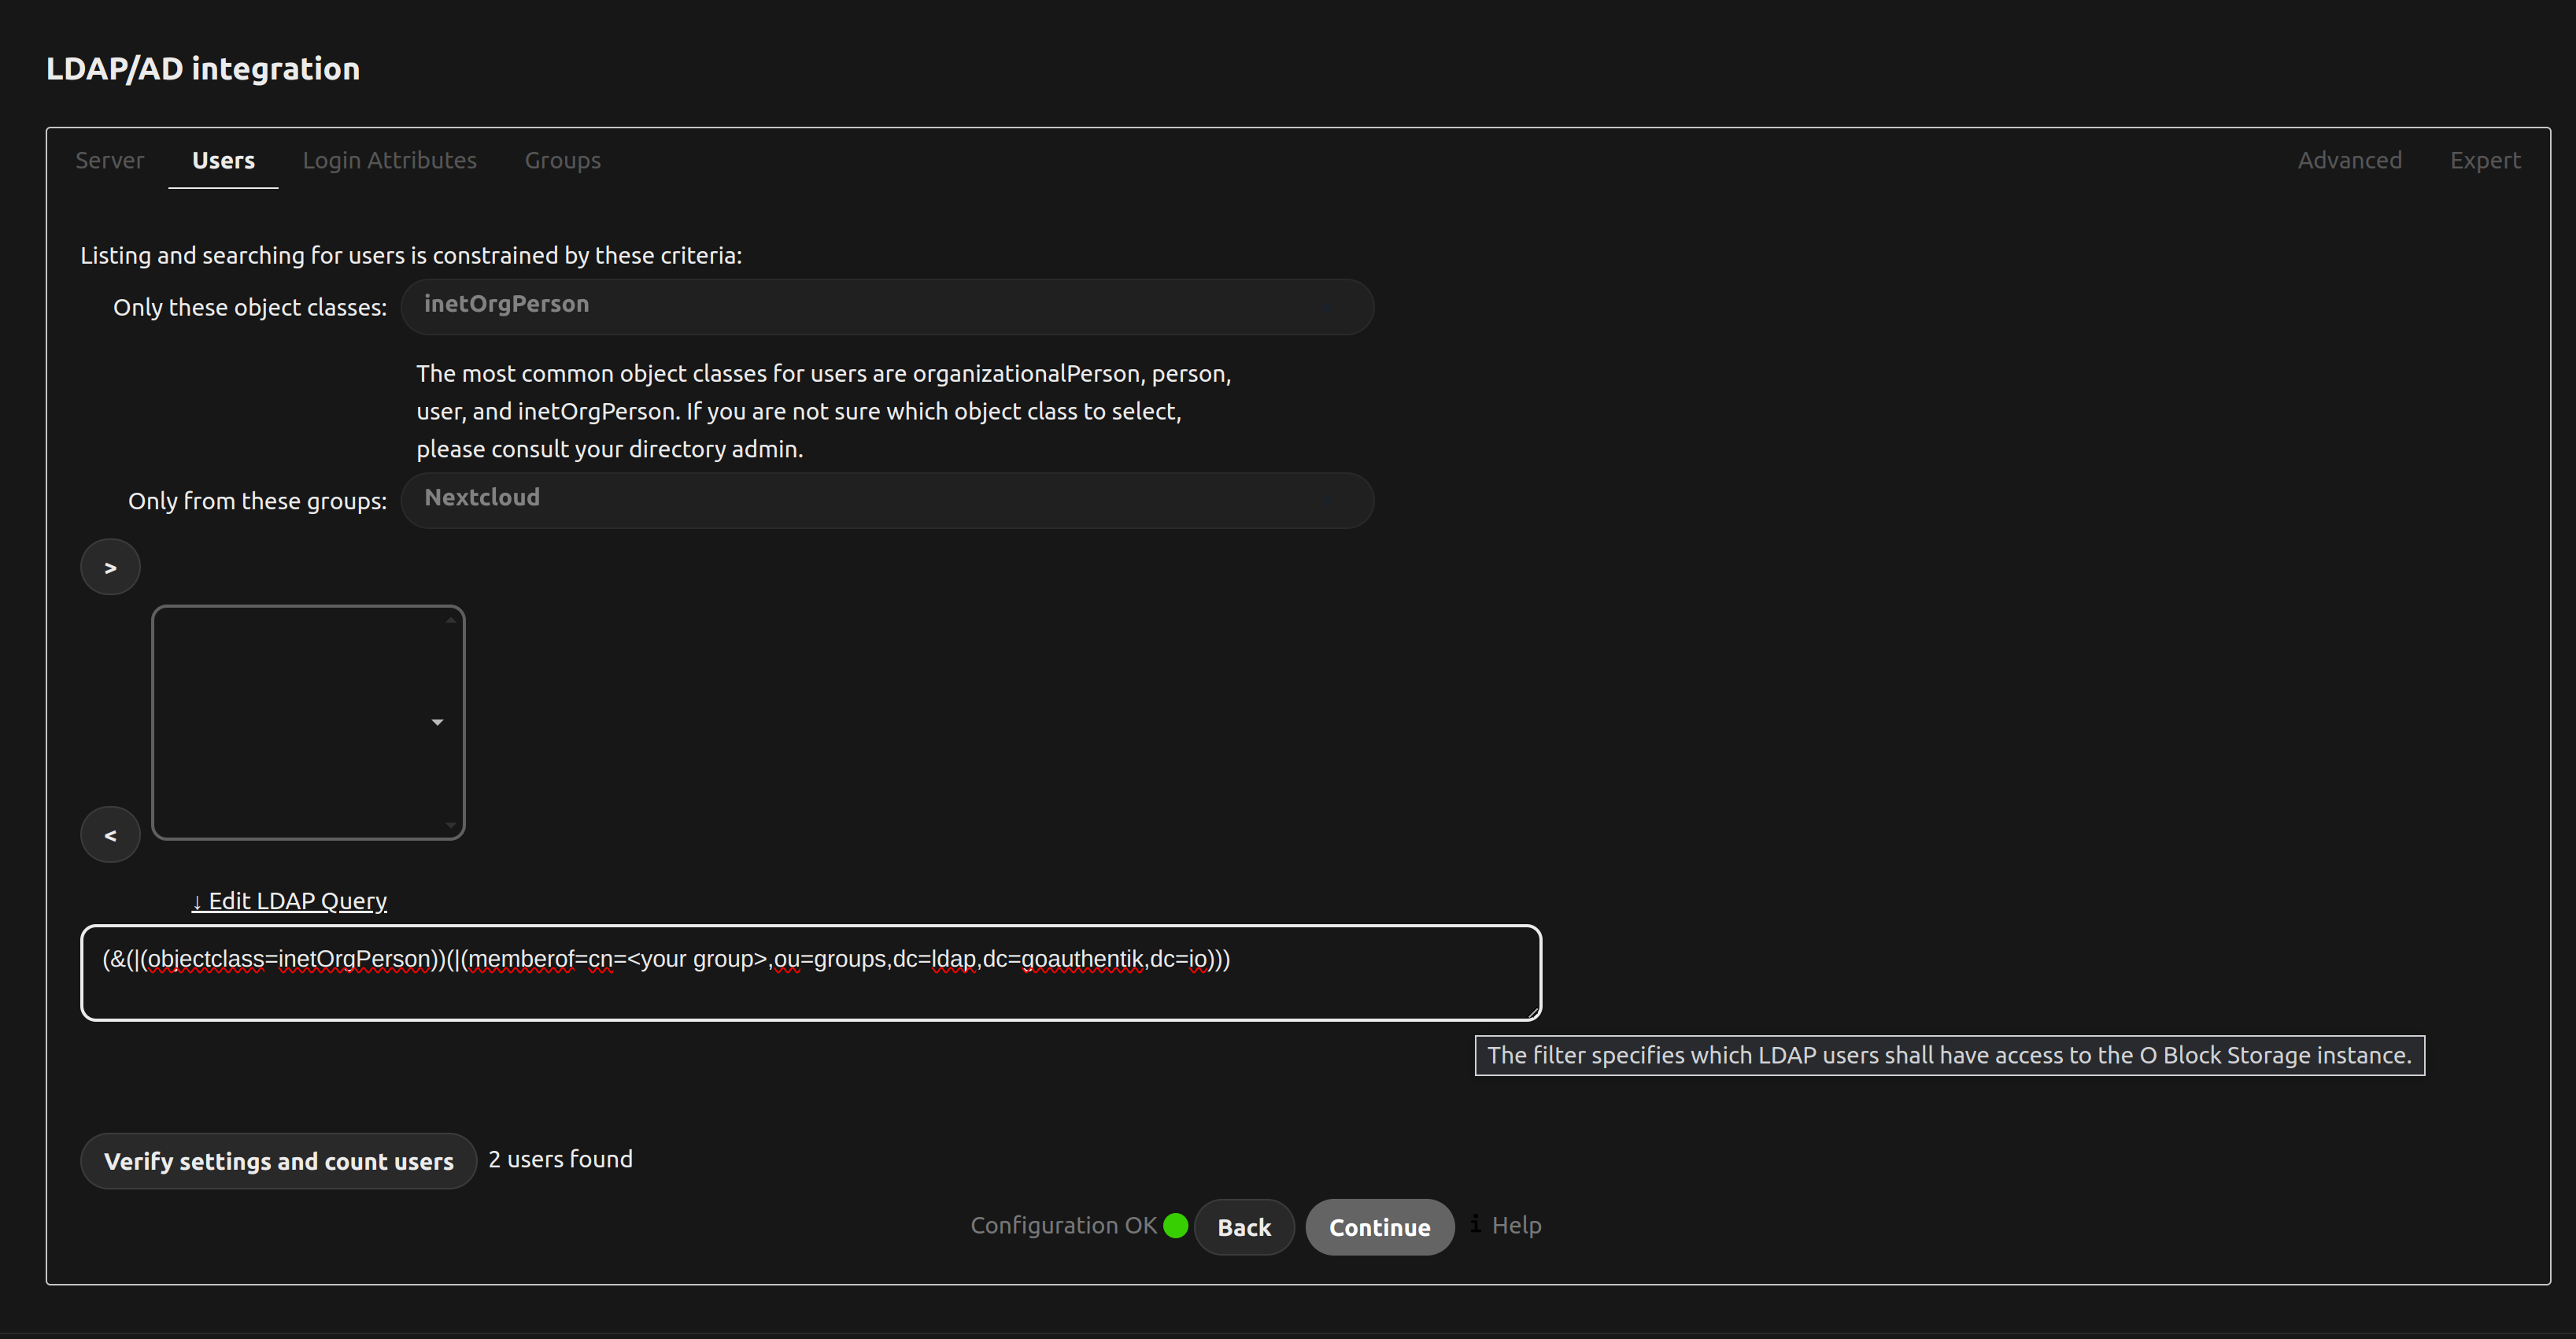 LDAP/AD integration
Server Users Login Attributes Groups Advanced Expert
Listing and searching for users is constrained by these criteria:
Only these object classes: inetOrgPerson
The most common object classes for users are organizationalPerson, person,
user, and inetOrgPerson. If you are not sure which object class to select,
please consult your directory admin.
Only from these groups: Nextcloud
>
<
↓ Edit LDAP Query
(&(|(objectclass=inetOrgPerson))(|(memberof=cn=<your group>,ou=groups,dc=ldap,dc=goauthentik,dc=io)))
The filter specifies which LDAP users shall have access to the O Block Storage instance.
Verify settings and count users 2 users found
Configuration OK Back Continue i Help